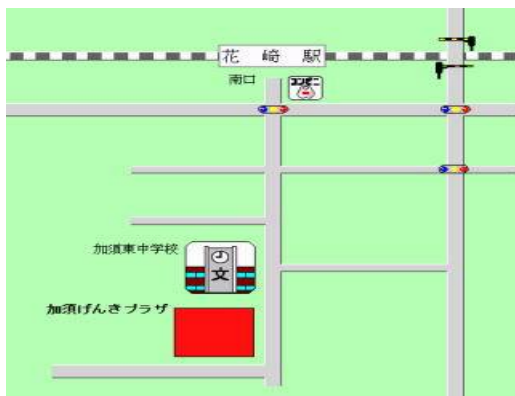 花崎駅
南口
コンビニ
加須東中学校
文
加須げんきプラザ